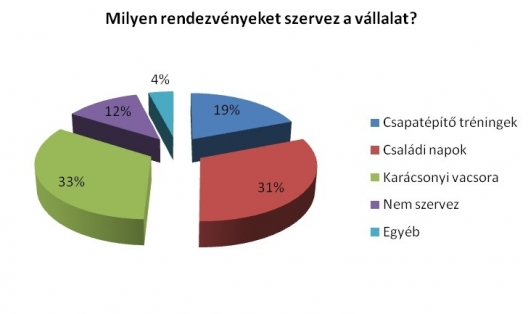 Milyen rendezvényeket szervez a vállalat?
4%
12%
19%
33%
31%
Csapatépítő tréningek
Családi napok
Karácsonyi vacsora
Nem szervez
Egyéb